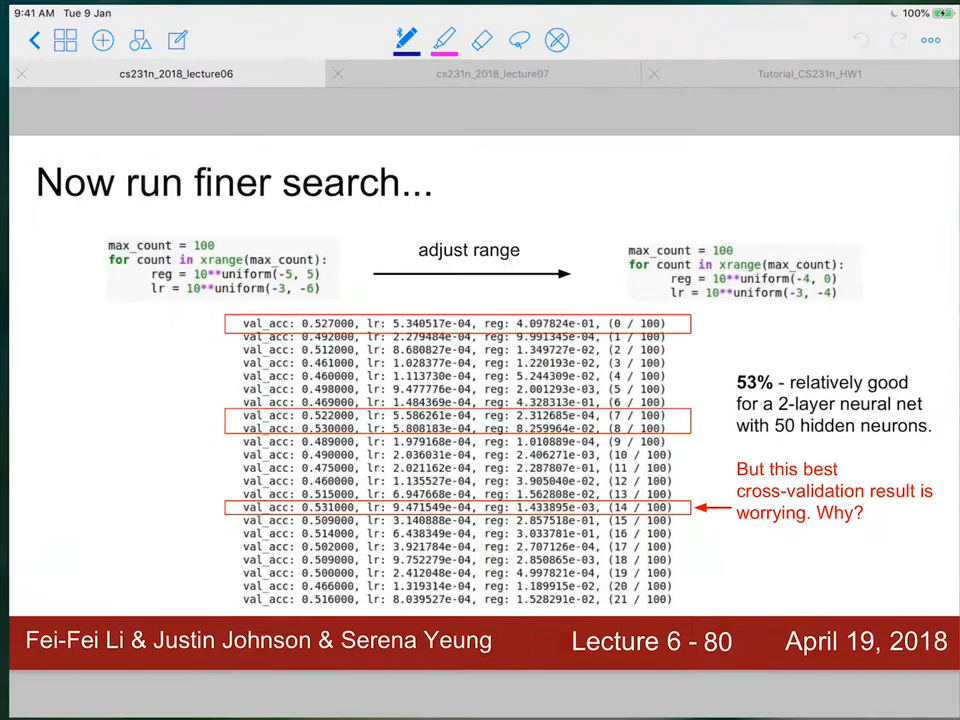 9:41 AM Tue 9 Jan
100%
cs231n_2018_lecture06
cs231n_2018_lecture07
Tutorial_CS231n_HW1
Now run finer search...
max_count = 100
for count in xrange(max_count):
reg = 10**uniform(-5, 5)
lr = 10**uniform(-3, -6)
adjust range
max_count = 100
for count in xrange(max_count):
reg = 10**uniform(-4, 0)
lr = 10**uniform(-3, -4)
val_acc: 0.527000, lr: 5.340517e-04, reg: 4.097824e-01, (0 / 100)
val_acc: 0.492000, lr: 2.279484e-04, reg: 9.991345e-04, (1 / 100)
val_acc: 0.512000, lr: 8.680827e-04, reg: 1.349727e-02, (2 / 100)
val_acc: 0.461000, lr: 1.028377e-04, reg: 1.220193e-02, (3 / 100)
val_acc: 0.460000, lr: 1.113730e-04, reg: 5.244309e-02, (4 / 100)
val_acc: 0.498000, lr: 9.477776e-04, reg: 2.001293e-03, (5 / 100)
val_acc: 0.469000, lr: 1.484369e-04, reg: 4.328313e-01, (6 / 100)
val_acc: 0.522000, lr: 5.586261e-04, reg: 2.312685e-04, (7 / 100)
val_acc: 0.530000, lr: 5.808183e-04, reg: 8.259964e-02, (8 / 100)
val_acc: 0.489000, lr: 1.979168e-04, reg: 1.010889e-04, (9 / 100)
val_acc: 0.490000, lr: 2.036031e-04, reg: 2.406271e-03, (10 / 100)
val_acc: 0.475000, lr: 2.021162e-04, reg: 2.287807e-01, (11 / 100)
val_acc: 0.460000, lr: 1.135527e-04, reg: 3.905040e-02, (12 / 100)
val_acc: 0.515000, lr: 6.947668e-04, reg: 1.562808e-02, (13 / 100)
val_acc: 0.531000, lr: 9.471549e-04, reg: 1.433895e-03, (14 / 100)
val_acc: 0.509000, lr: 3.140888e-04, reg: 2.857518e-01, (15 / 100)
val_acc: 0.514000, lr: 6.438349e-04, reg: 3.033781e-01, (16 / 100)
val_acc: 0.502000, lr: 3.921784e-04, reg: 2.707126e-04, (17 / 100)
val_acc: 0.509000, lr: 9.752279e-04, reg: 2.850865e-03, (18 / 100)
val_acc: 0.500000, lr: 2.412048e-04, reg: 4.997821e-04, (19 / 100)
val_acc: 0.466000, lr: 1.319314e-04, reg: 1.189915e-02, (20 / 100)
val_acc: 0.516000, lr: 8.039527e-04, reg: 1.528291e-02, (21 / 100)
53% - relatively good
for a 2-layer neural net
with 50 hidden neurons.
But this best
cross-validation result is
worrying. Why?
Fei-Fei Li & Justin Johnson & Serena Yeung
Lecture 6 - 80
April 19, 2018